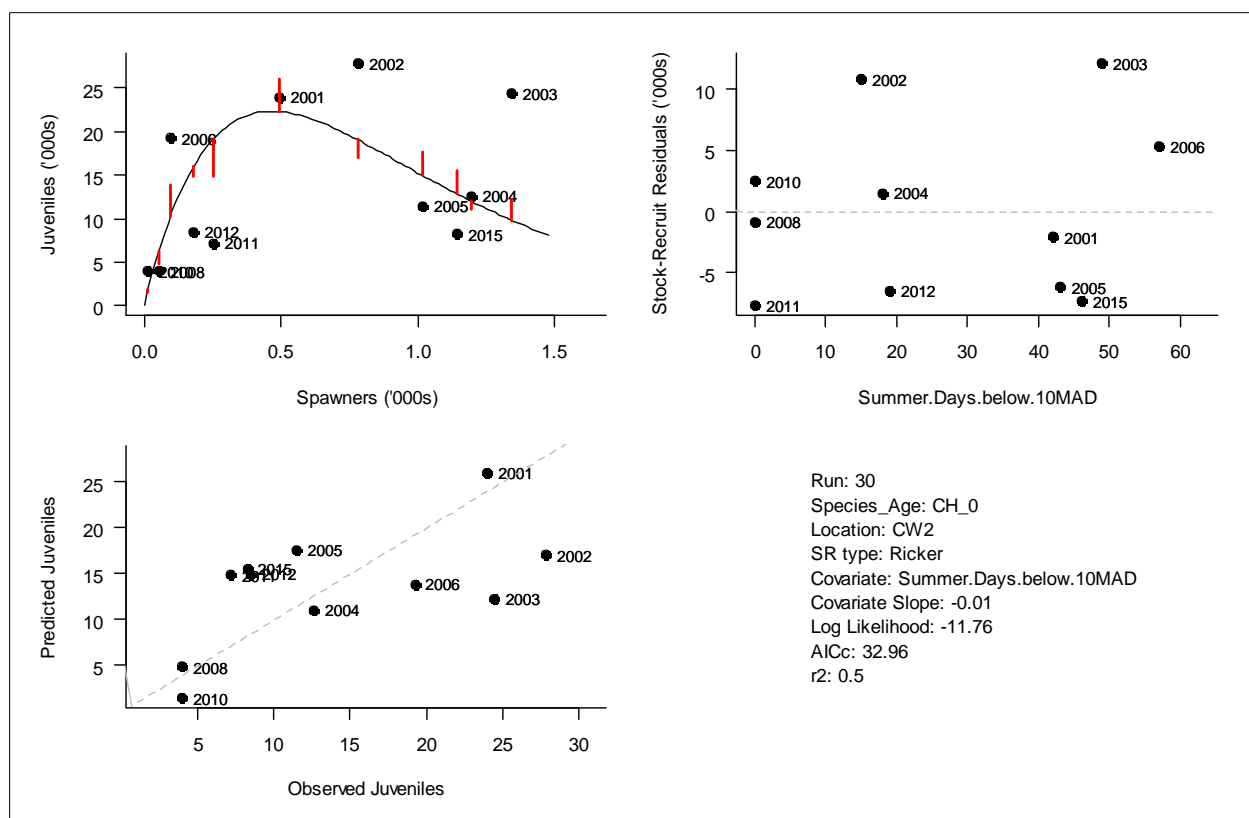 Juveniles ('000s)
25
20
15
10
5
0
2002
2001
2003
2006
2004
2005
2012
2011
2015
2010
2008
0.0 0.5 1.0 1.5
Spawners ('000s)
Stock-Recruit Residuals ('000s)
10
5
0
-5
2003
2002
2006
2010
2004
2008
2001
2005
2012
2015
2011
0 10 20 30 40 50 60
Summer.Days.below.10MAD
Predicted Juveniles
25
20
15
10
5
2001
2005
2002
2015
2011
2012
2006
2003
2004
2008
2010
5 10 15 20 25 30
Observed Juveniles
Run: 30
Species_Age: CH_0
Location: CW2
SR type: Ricker
Covariate: Summer.Days.below.10MAD
Covariate Slope: -0.01
Log Likelihood: -11.76
AICc: 32.96
r2: 0.5